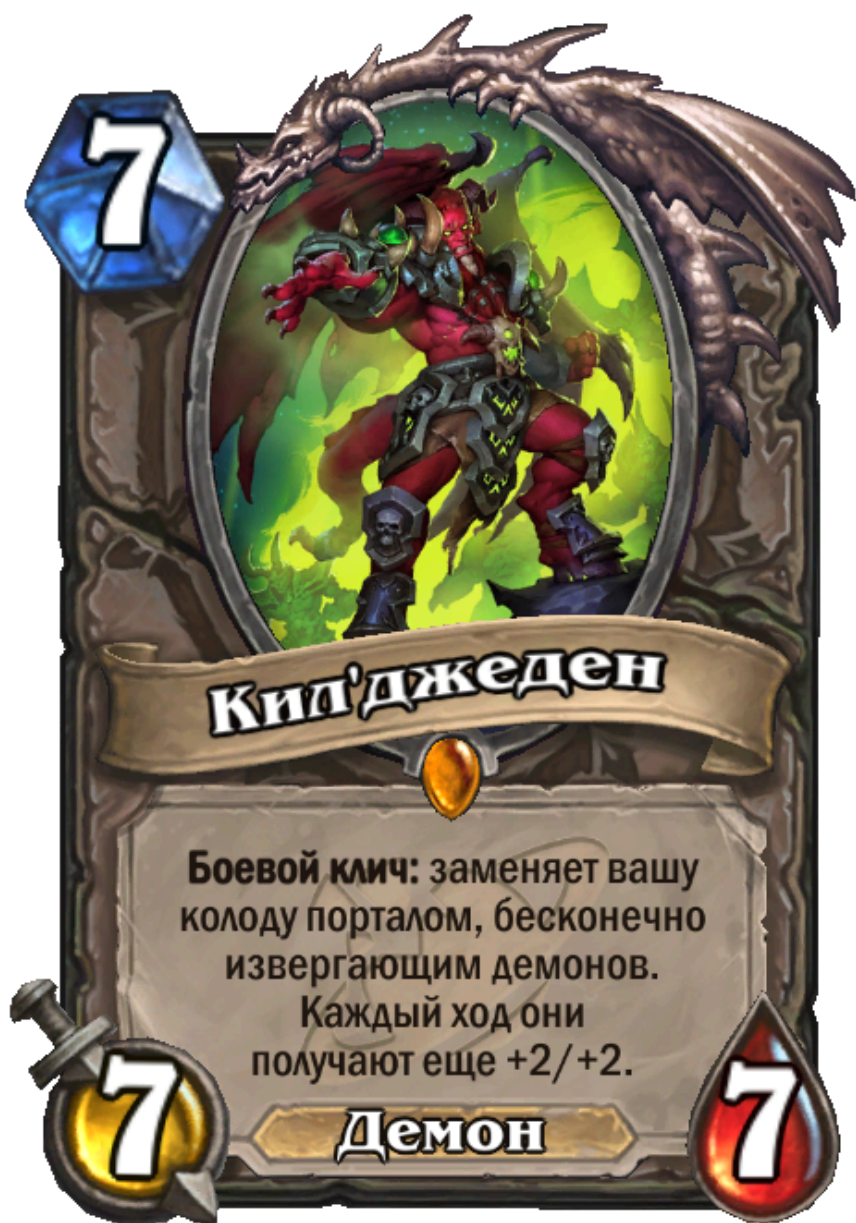 7
Кил'джеден
Боевой клич: заменяет вашу
колоду порталом, бесконечно
извергающим демонов.
Каждый ход они
получают еще +2/+2.
7
Демон
7